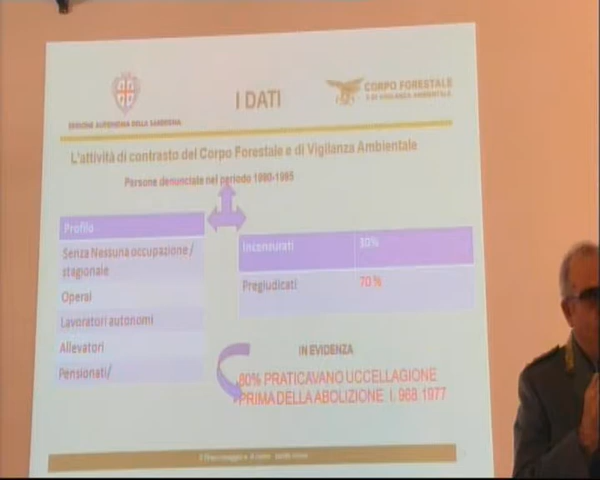 REGIONE AUTONOMA DELLA SARDEGNA
I DATI
CORPO FORESTALE
E DI VIGILANZA AMBIENTALE
L'attività di contrasto del Corpo Forestale e di Vigilanza Ambientale
Persone denunciate nel periodo 1990-1995
Profilo
Senza Nessuna occupazione /
stagionale
Operai
Lavoratori autonomi
Allevatori
Pensionati/
Incensurati 30%
Pregiudicati 70%
IN EVIDENZA
80% PRATICAVANO UCCELLAGIONE
PRIMA DELLA ABOLIZIONE L. 968.1977